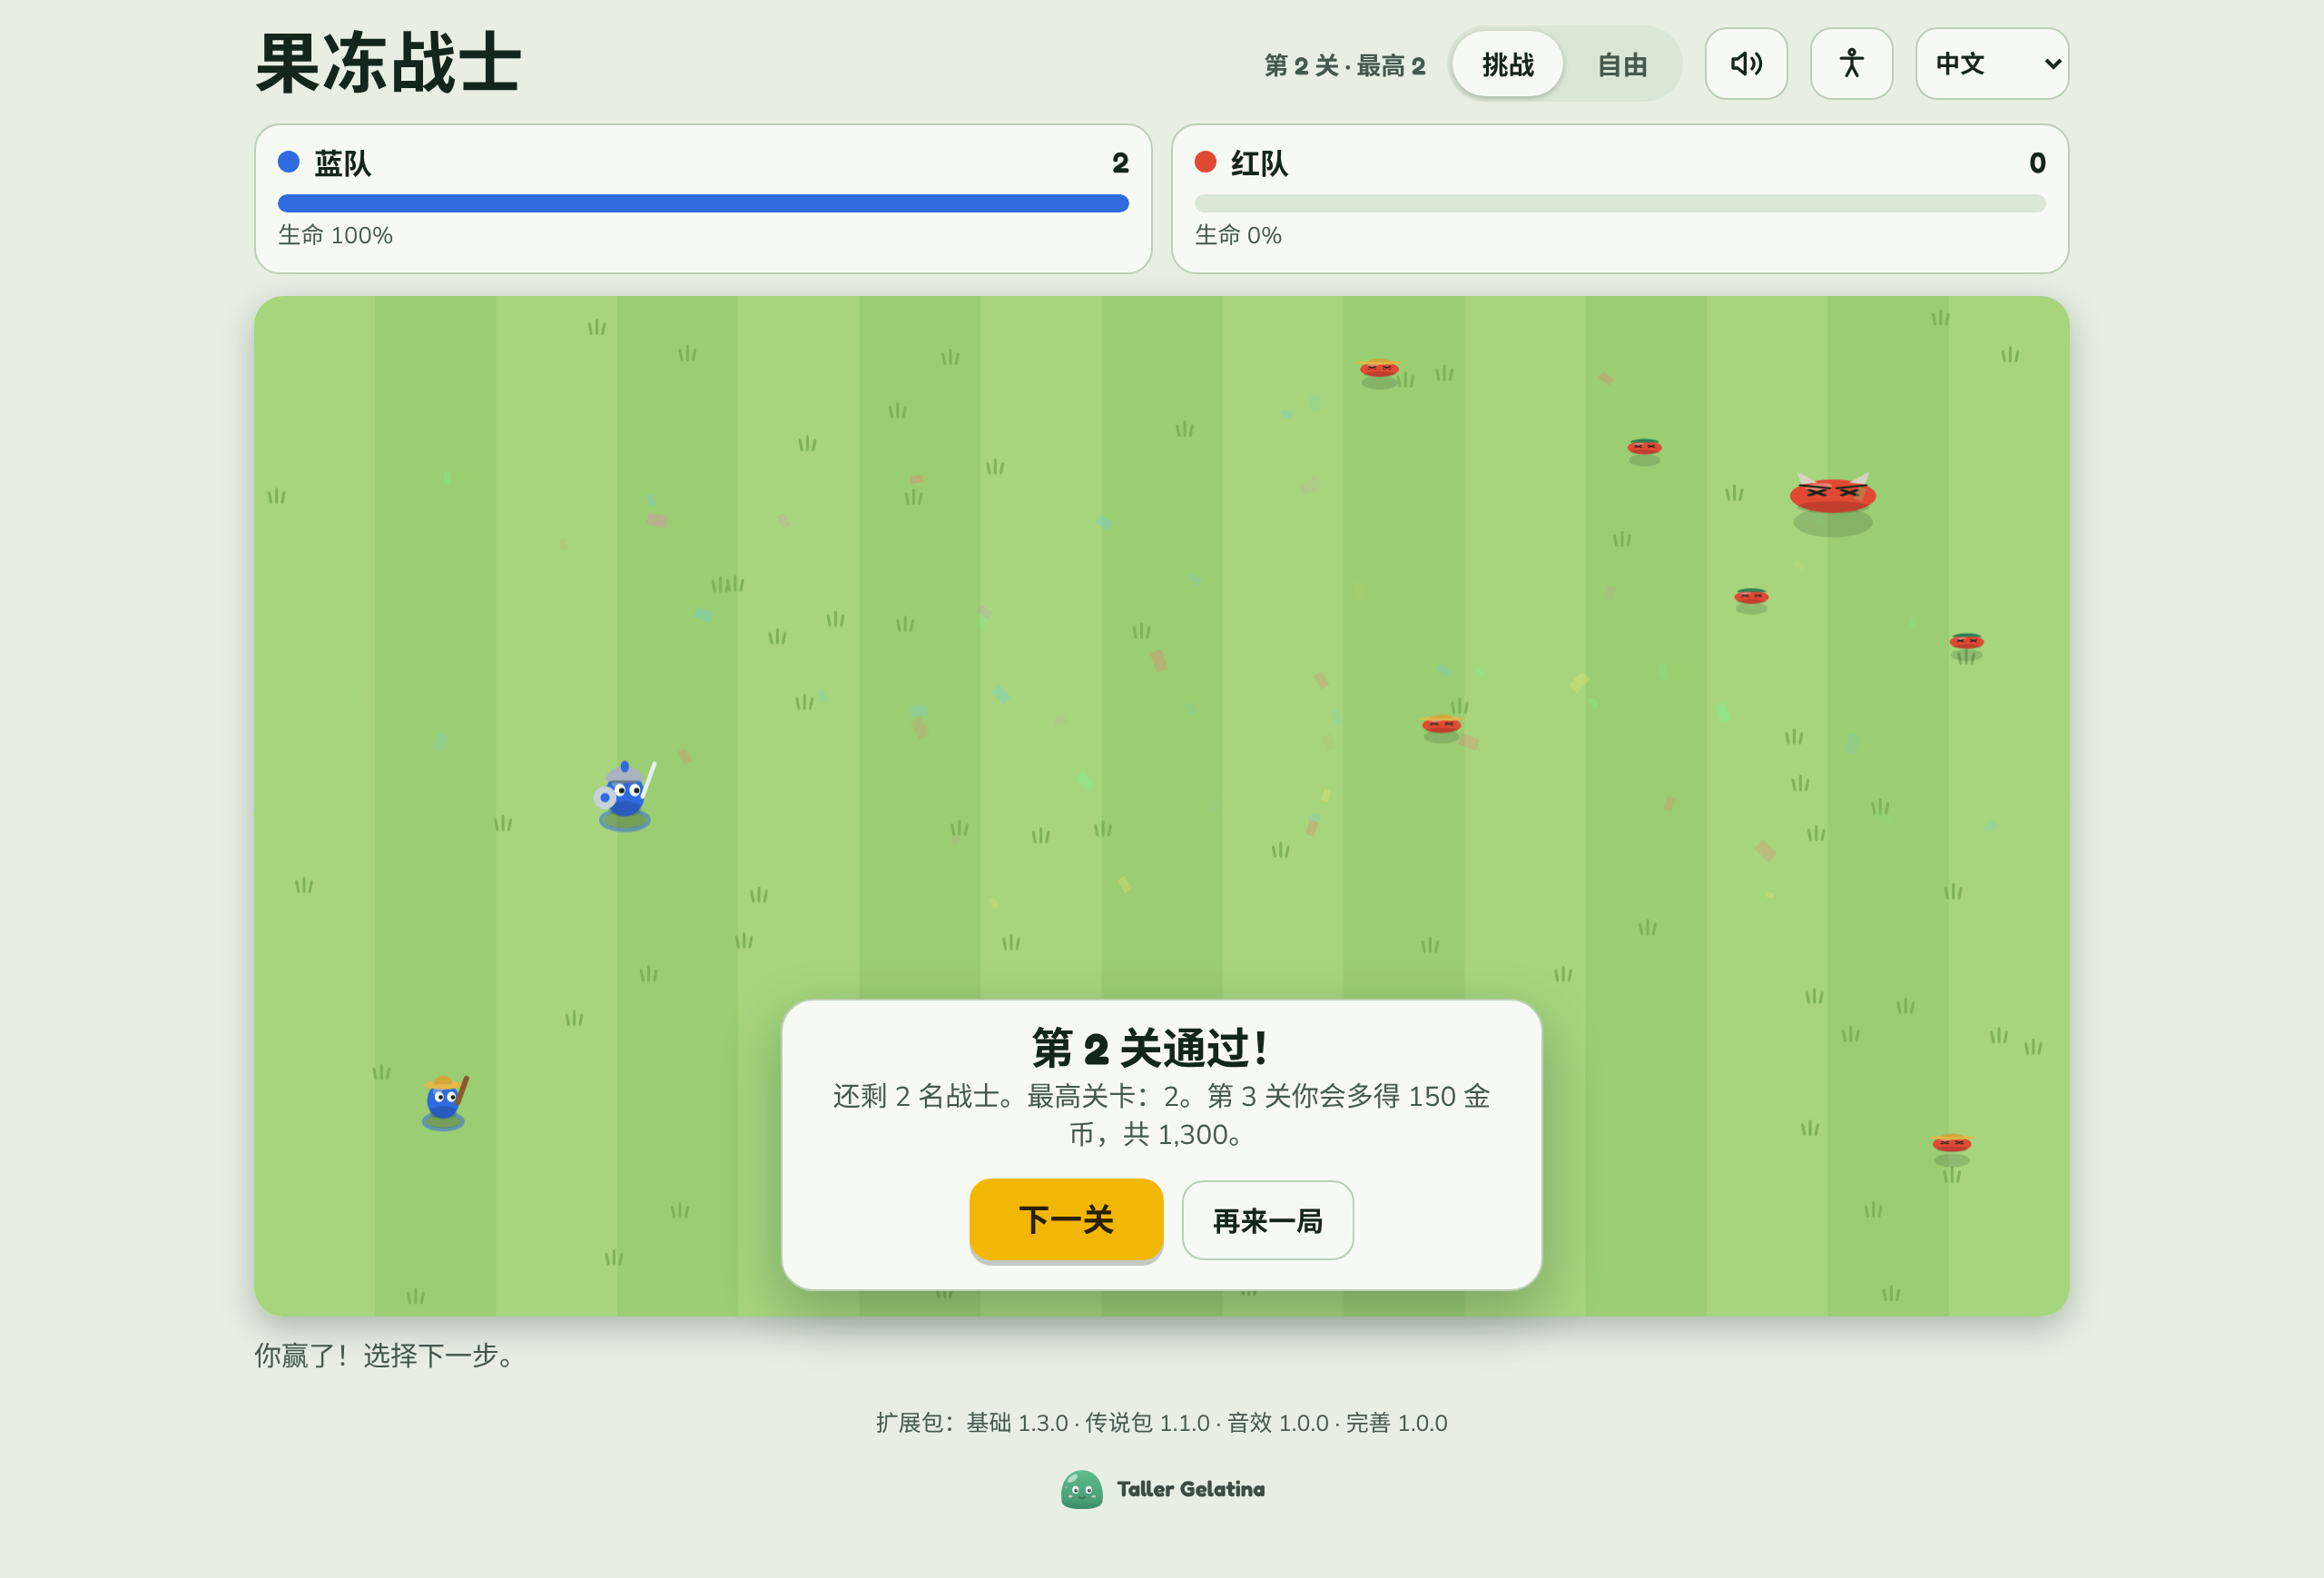 果冻战士
第 2 关 · 最高 2
挑战
自由
中文
蓝队
2
生命 100%
红队
0
生命 0%
第 2 关通过！
还剩 2 名战士。最高关卡：2。第 3 关你会多得 150 金
币，共 1,300。
下一关
再来一局
你赢了！选择下一步。
扩展包：基础 1.3.0 · 传说包 1.1.0 · 音效 1.0.0 · 完善 1.0.0
Taller Gelatina